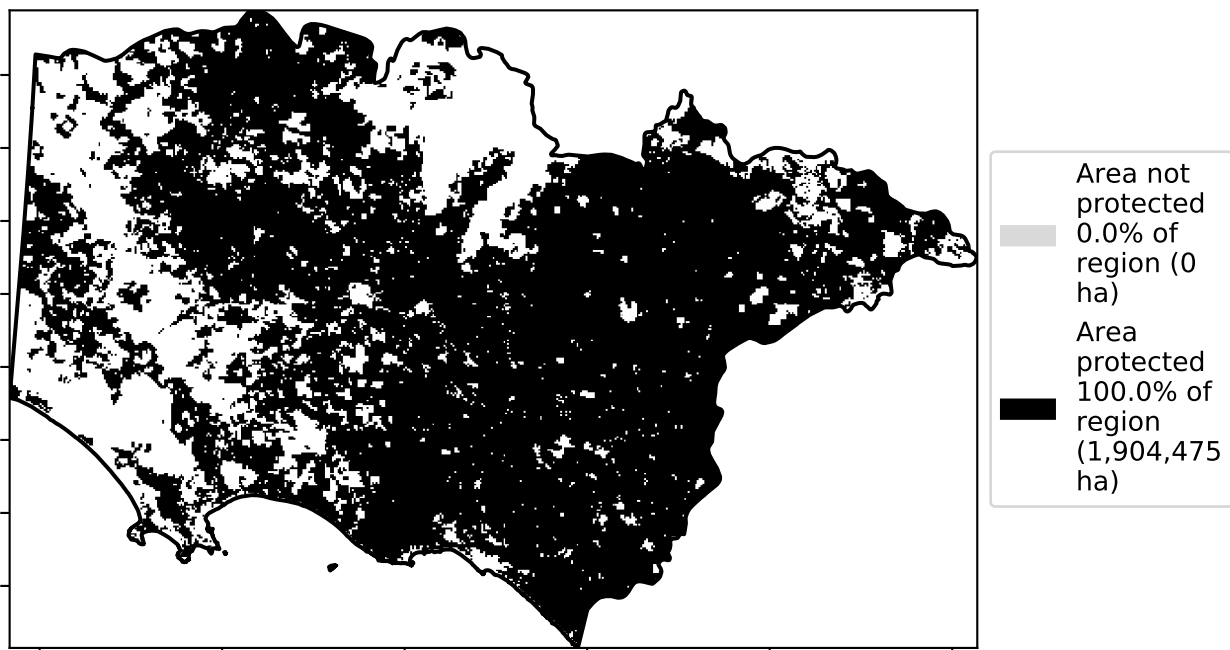 Area not
protected
0.0% of
region (0
ha)
Area
protected
100.0% of
region
(1,904,475
ha)